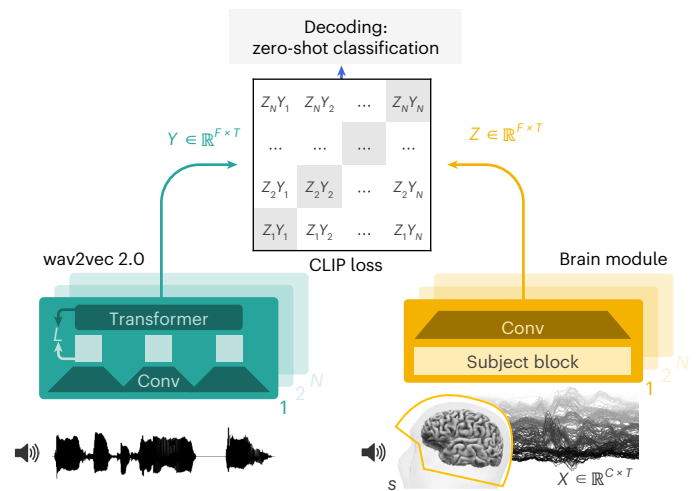 Decoding:
zero-shot classification
Z_N Y_1 Z_N Y_2 ... Z_N Y_N
... ... ... ...
Z_2 Y_1 Z_2 Y_2 ... Z_2 Y_N
Z_1 Y_1 Z_1 Y_2 ... Z_1 Y_N
CLIP loss
Y ∈ ℝ^{F × T}
Z ∈ ℝ^{F × T}
wav2vec 2.0
Transformer
L
Conv
1 2 N
Brain module
Conv
Subject block
1 2 N
s
X ∈ ℝ^{C × T}